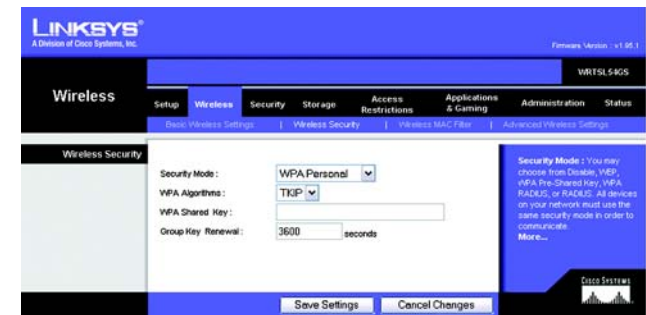 LINKSYS®
A Division of Cisco Systems, Inc.
Firmware Version : v1.95.1
WRTSL54GS
Wireless
Setup Wireless Security Storage Access Restrictions Applications & Gaming Administration Status
Basic Wireless Settings | Wireless Security | Wireless MAC Filter | Advanced Wireless Settings
Wireless Security
Security Mode : WPA Personal
WPA Algorithms : TKIP
WPA Shared Key :
Group Key Renewal : 3600 seconds
Security Mode : You may
choose from Disable, WEP,
WPA Pre-Shared Key, WPA
RADIUS, or RADIUS. All devices
on your network must use the
same security mode in order to
communicate.
More...
CISCO SYSTEMS
Save Settings Cancel Changes